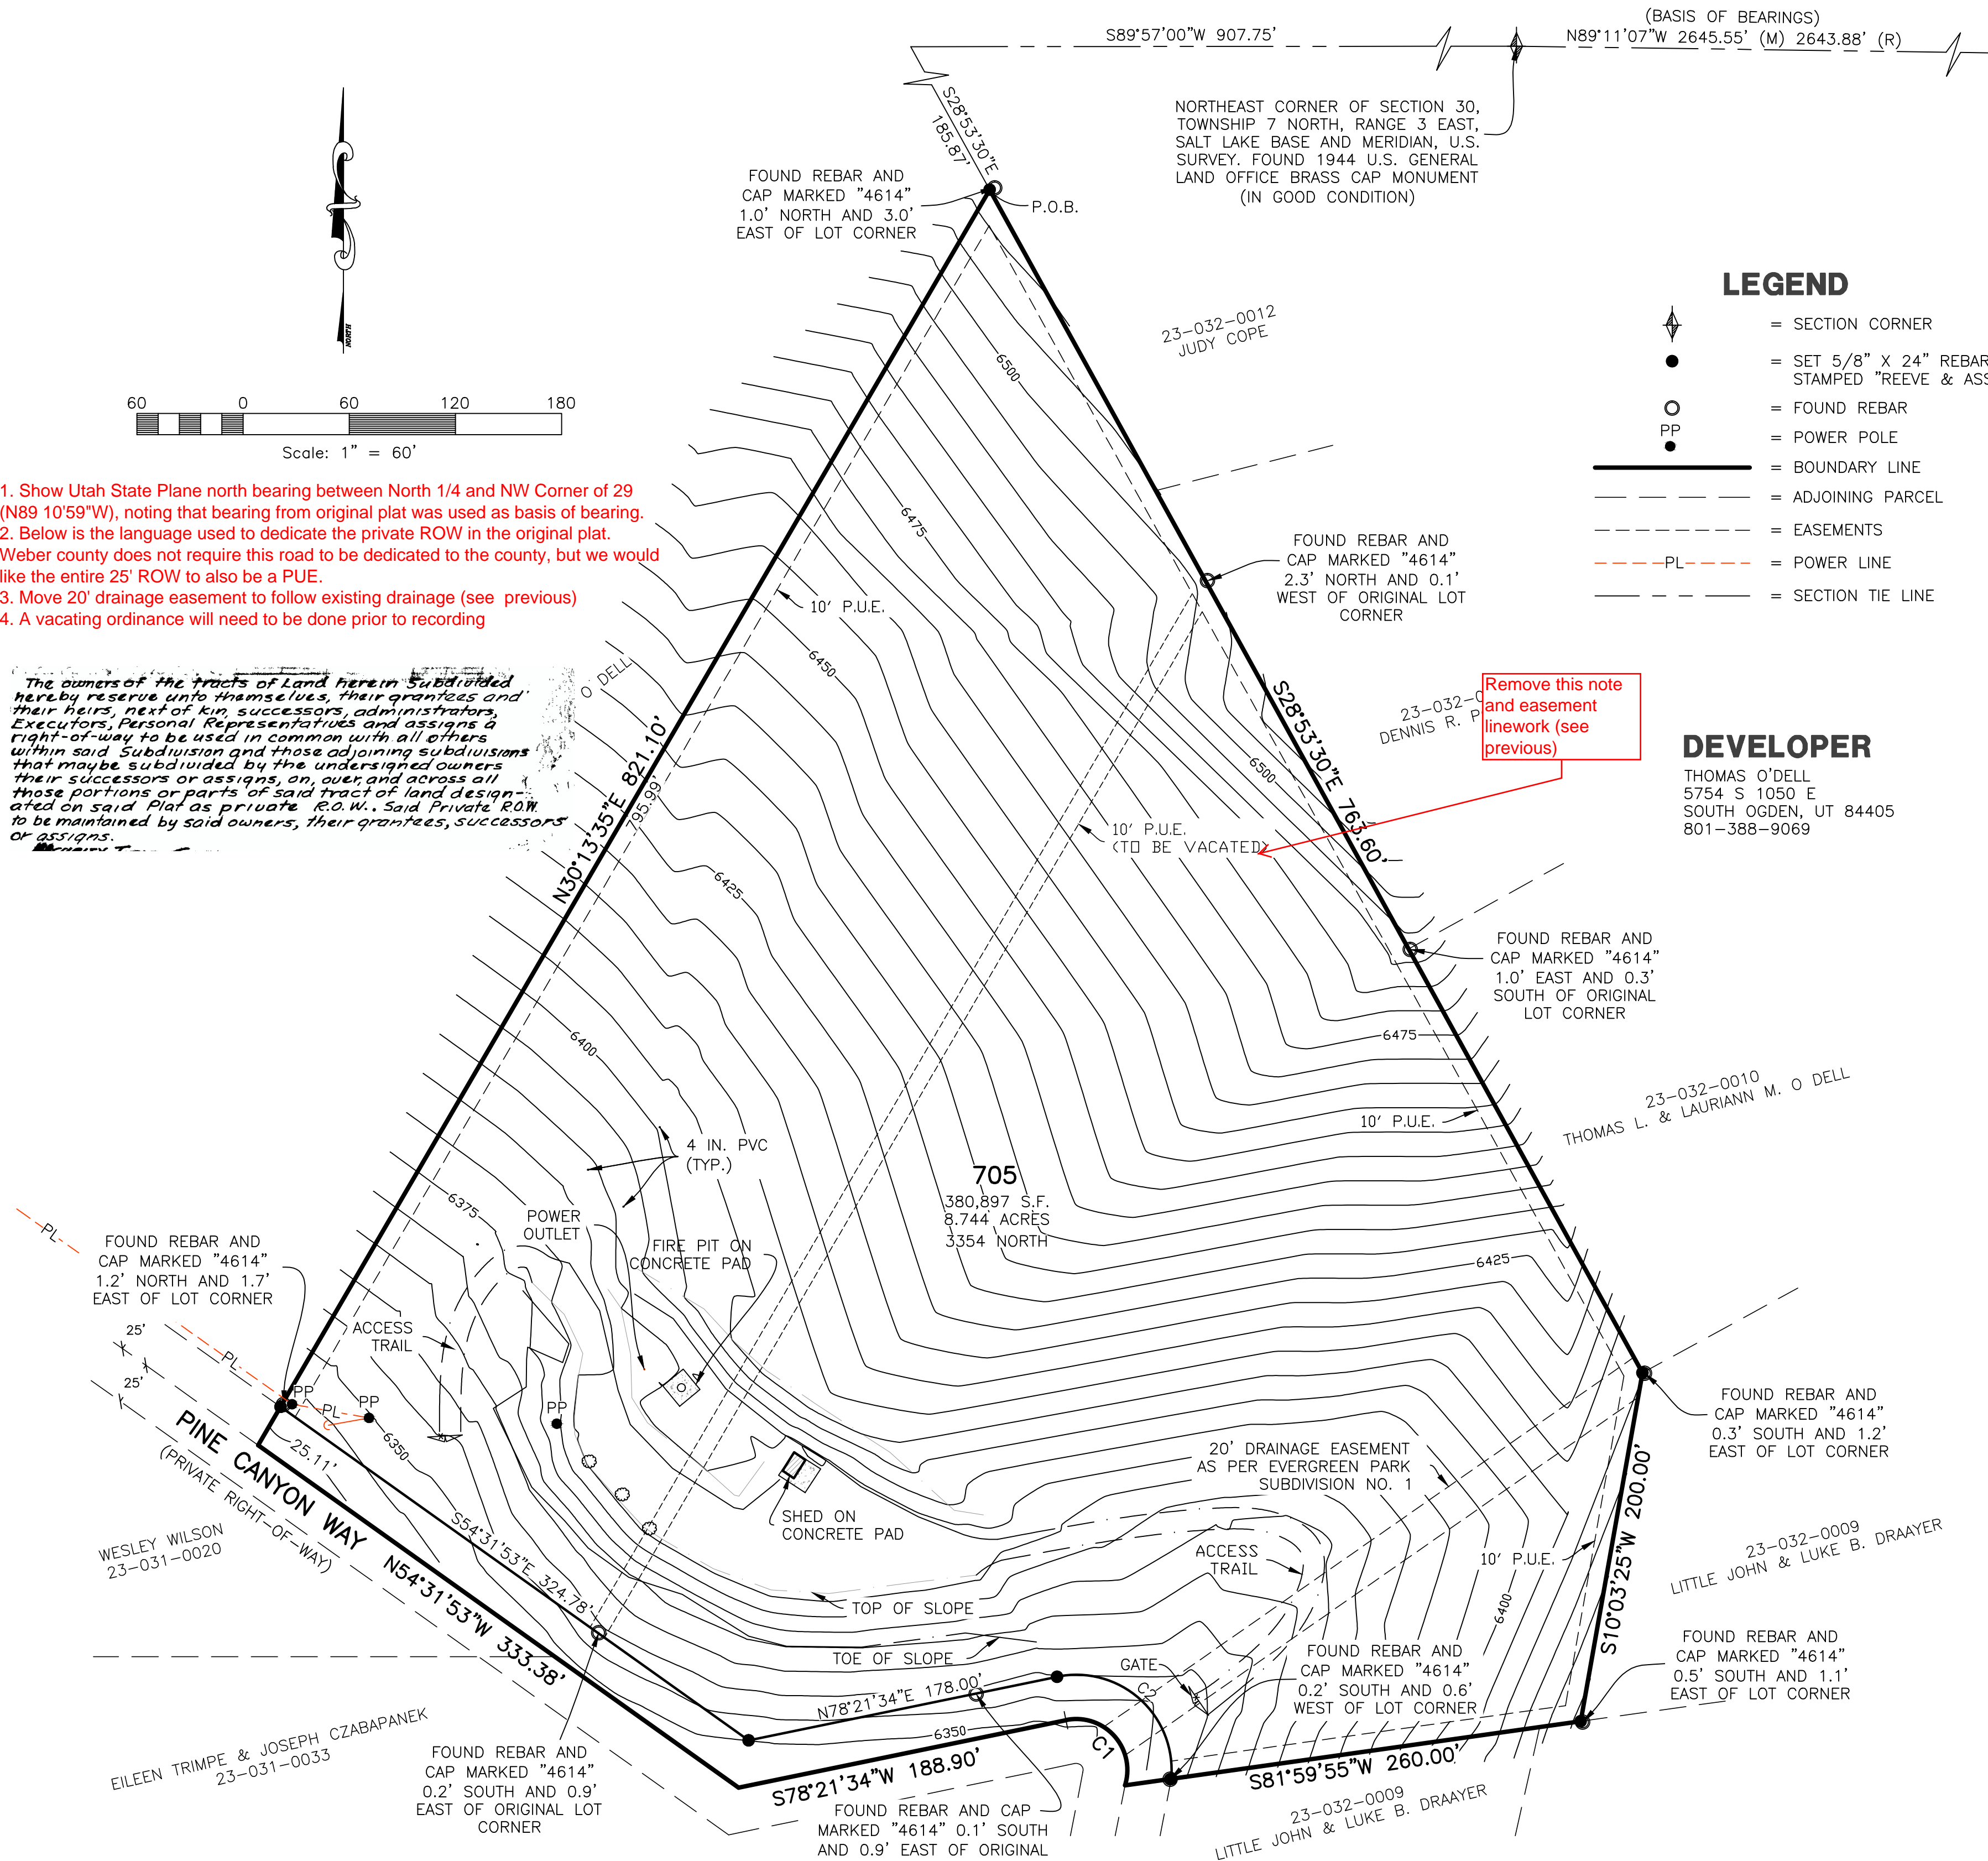 (BASIS OF BEARINGS)
S89°57'00"W 907.75'
N89°11'07"W 2645.55' (M) 2643.88' (R)
S28°53'30"E
185.87'
NORTHEAST CORNER OF SECTION 30,
TOWNSHIP 7 NORTH, RANGE 3 EAST,
SALT LAKE BASE AND MERIDIAN, U.S.
SURVEY. FOUND 1944 U.S. GENERAL
LAND OFFICE BRASS CAP MONUMENT
(IN GOOD CONDITION)
NORTH
FOUND REBAR AND
CAP MARKED "4614"
1.0' NORTH AND 3.0'
EAST OF LOT CORNER
P.O.B.
23-032-0012
JUDY COPE
LEGEND
= SECTION CORNER
= SET 5/8" X 24" REBAR
STAMPED "REEVE & ASS
= FOUND REBAR
PP
= POWER POLE
= BOUNDARY LINE
= ADJOINING PARCEL
= EASEMENTS
PL
= POWER LINE
= SECTION TIE LINE
60 0 60 120 180
Scale: 1" = 60'
1. Show Utah State Plane north bearing between North 1/4 and NW Corner of 29
(N89 10'59"W), noting that bearing from original plat was used as basis of bearing.
2. Below is the language used to dedicate the private ROW in the original plat.
Weber county does not require this road to be dedicated to the county, but we would
like the entire 25' ROW to also be a PUE.
3. Move 20' drainage easement to follow existing drainage (see previous)
4. A vacating ordinance will need to be done prior to recording
The owners of the tracts of Land herein Subdivided
hereby reserve unto themselves, their grantees and
their heirs, next of kin, successors, administrators,
Executors, Personal Representatives and assigns a
right-of-way to be used in common with all others
within said Subdivision and those adjoining subdivisions
that maybe subdivided by the undersigned owners
their successors or assigns, on, over, and across all
those portions or parts of said tract of land design-
ated on said Plat as private R.O.W.. Said Private R.O.W.
to be maintained by said owners, their grantees, successors
or assigns.
O DELL
6500
6475
6450
10' P.U.E.
FOUND REBAR AND
CAP MARKED "4614"
2.3' NORTH AND 0.1'
WEST OF ORIGINAL LOT
CORNER
23-032-0
DENNIS R. P
Remove this note
and easement
linework (see
previous)
DEVELOPER
THOMAS O'DELL
5754 S 1050 E
SOUTH OGDEN, UT 84405
801-388-9069
N30°13'35"E 821.10'
795.99'
S28°53'30"E 763.60'
6500
10' P.U.E.
(TO BE VACATED)
6425
FOUND REBAR AND
CAP MARKED "4614"
1.0' EAST AND 0.3'
SOUTH OF ORIGINAL
LOT CORNER
6475
6400
23-032-0010
THOMAS L. & LAURIANN M. O DELL
10' P.U.E.
4 IN. PVC
(TYP.)
705
380,897 S.F.
8.744 ACRES
3354 NORTH
6375
POWER
OUTLET
FIRE PIT ON
CONCRETE PAD
6425
PL
FOUND REBAR AND
CAP MARKED "4614"
1.2' NORTH AND 1.7'
EAST OF LOT CORNER
25'
25'
ACCESS
TRAIL
PL
PP
PL
PP
PP
6350
25.11'
PINE CANYON WAY
(PRIVATE RIGHT-OF-WAY)
S54°31'53"E 324.78'
N54°31'53"W 333.38'
WESLEY WILSON
23-031-0020
SHED ON
CONCRETE PAD
20' DRAINAGE EASEMENT
AS PER EVERGREEN PARK
SUBDIVISION NO. 1
FOUND REBAR AND
CAP MARKED "4614"
0.3' SOUTH AND 1.2'
EAST OF LOT CORNER
S10°03'25"W 200.00'
ACCESS
TRAIL
10' P.U.E.
6400
23-032-0009
LITTLE JOHN & LUKE B. DRAAYER
TOP OF SLOPE
TOE OF SLOPE
GATE
FOUND REBAR AND
CAP MARKED "4614"
0.2' SOUTH AND 0.6'
WEST OF LOT CORNER
FOUND REBAR AND
CAP MARKED "4614"
0.5' SOUTH AND 1.1'
EAST OF LOT CORNER
N78°21'34"E 178.00'
C2
6350
C1
S78°21'34"W 188.90'
S81°59'55"W 260.00'
EILEEN TRIMPE & JOSEPH CZABAPANEK
23-031-0033
FOUND REBAR AND
CAP MARKED "4614"
0.2' SOUTH AND 0.9'
EAST OF ORIGINAL LOT
CORNER
FOUND REBAR AND CAP
MARKED "4614" 0.1' SOUTH
AND 0.9' EAST OF ORIGINAL
23-032-0009
LITTLE JOHN & LUKE B. DRAAYER